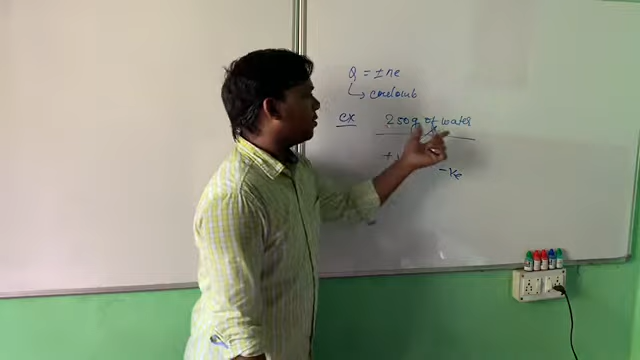 Q = ±ne
↳ coulomb
ex 250g of water
-ve